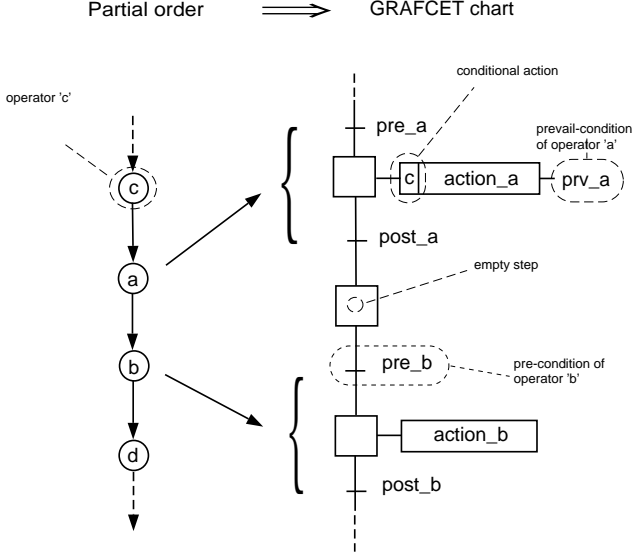 Partial order
GRAFCET chart
conditional action
operator 'c'
pre_a
prevail-condition
of operator 'a'
c
c
action_a
prv_a
post_a
empty step
a
pre_b
pre-condition of
operator 'b'
b
action_b
d
post_b